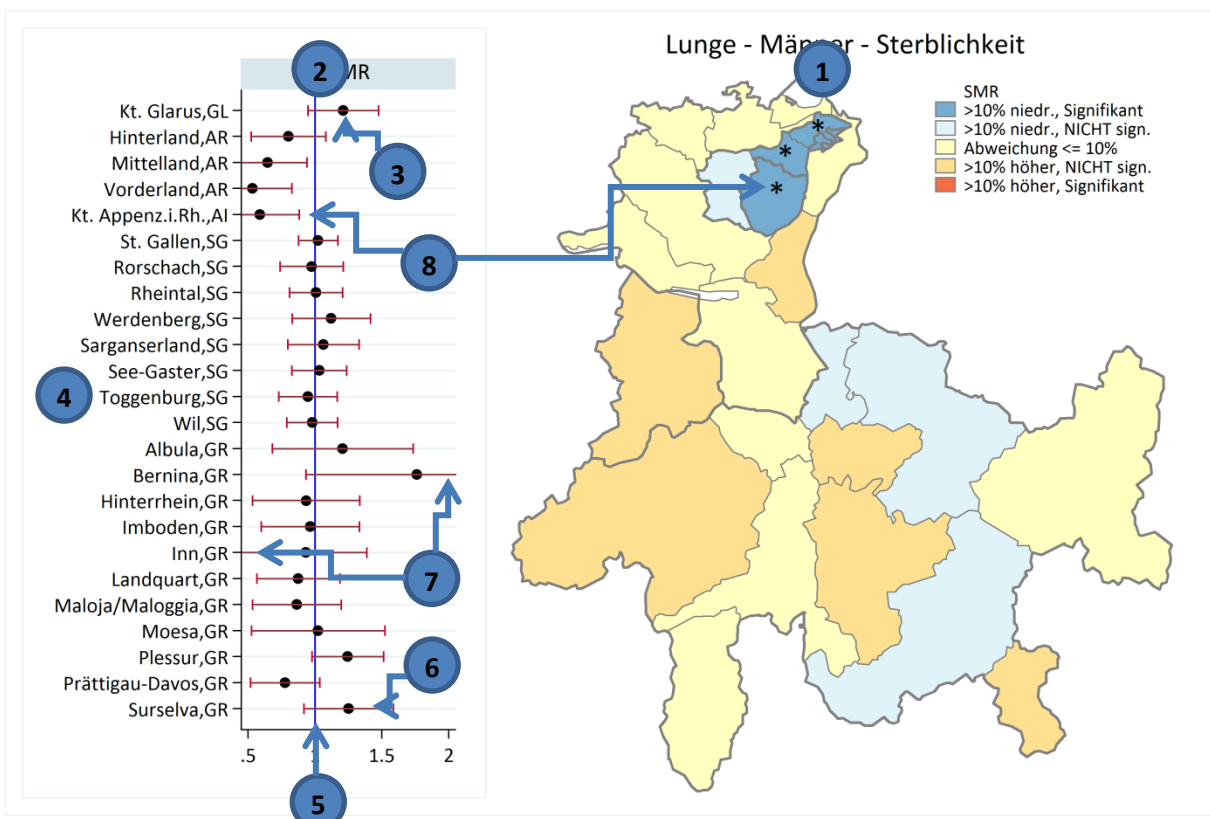 Lunge - Männer - Sterblichkeit
1
2
MR
Kt. Glarus,GL
Hinterland,AR
Mittelland,AR
Vorderland,AR
Kt. Appenz.i.Rh.,AI
St. Gallen,SG
Rorschach,SG
Rheintal,SG
Werdenberg,SG
Sarganserland,SG
See-Gaster,SG
Toggenburg,SG
Wil,SG
Albula,GR
Bernina,GR
Hinterrhein,GR
Imboden,GR
Inn,GR
Landquart,GR
Maloja/Maloggia,GR
Moesa,GR
Plessur,GR
Prättigau-Davos,GR
Surselva,GR
.5 1 1.5 2
3
4
5
6
7
8
SMR
>10% niedr., Signifikant
>10% niedr., NICHT sign.
Abweichung <= 10%
>10% höher, NICHT sign.
>10% höher, Signifikant
*
*
*